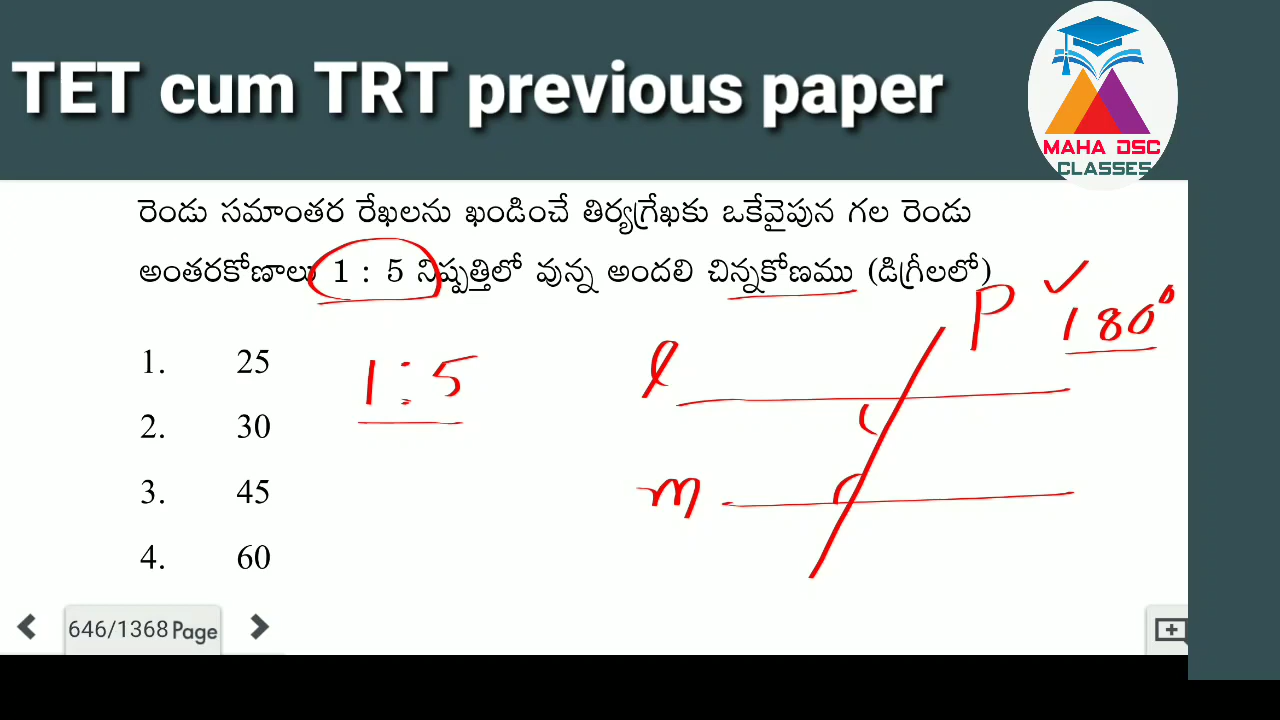 TET cum TRT previous paper
MAHA DSC
CLASSES
రెండు సమాంతర రేఖలను ఖండించే తిర్యగ్రేఖకు ఒకేవైపున గల రెండు
అంతరకోణాలు 1 : 5 నిష్పత్తిలో వున్న అందలి చిన్నకోణము (డిగ్రీలలో)
P 180°
1. 25
1:5
l
2. 30
3. 45
m
4. 60
646/1368 Page